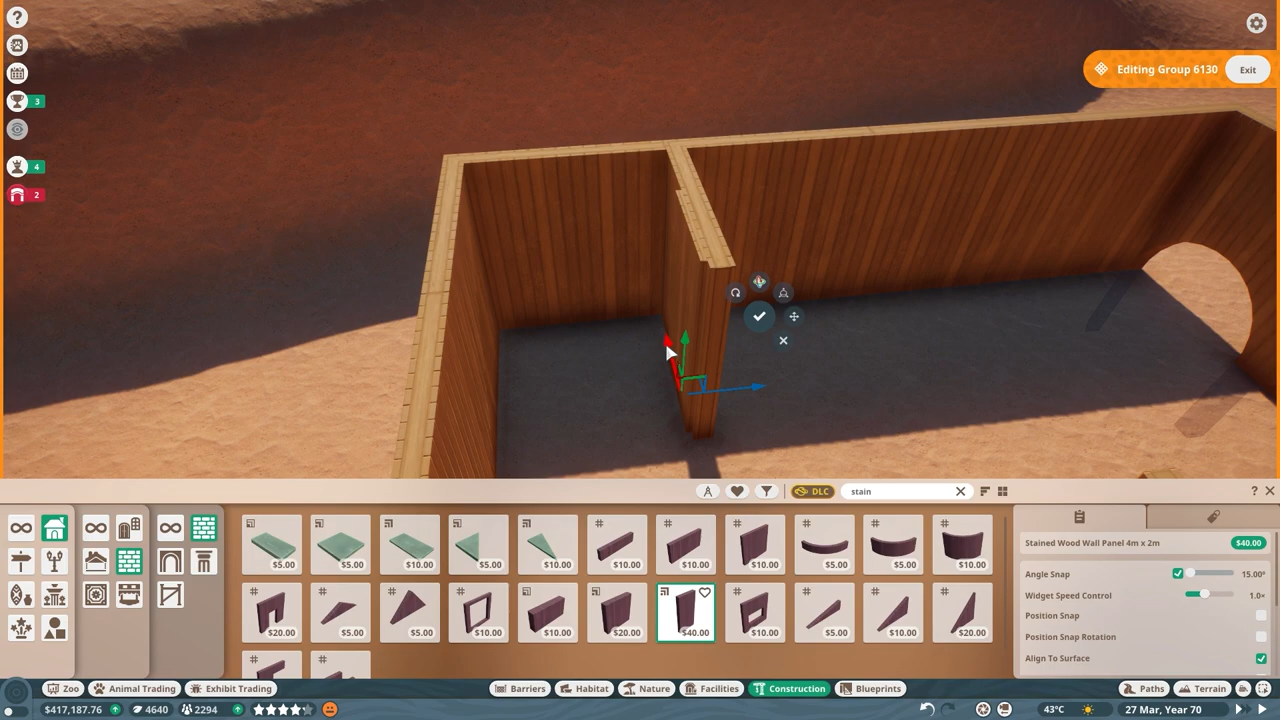 ?
3
4
2
Editing Group 6130
Exit
DLC
stain
?
$5.00
$5.00
$10.00
$5.00
$10.00
$10.00
$10.00
$10.00
$5.00
$5.00
$10.00
$20.00
$5.00
$5.00
$10.00
$10.00
$20.00
$40.00
$10.00
$5.00
$10.00
$20.00
Stained Wood Wall Panel 4m x 2m
$40.00
Angle Snap
15.00°
Widget Speed Control
1.0×
Position Snap
Position Snap Rotation
Align To Surface
Zoo
Animal Trading
Exhibit Trading
Barriers
Habitat
Nature
Facilities
Construction
Blueprints
Paths
Terrain
$417,187.76
4640
2294
43°C
27 Mar, Year 70